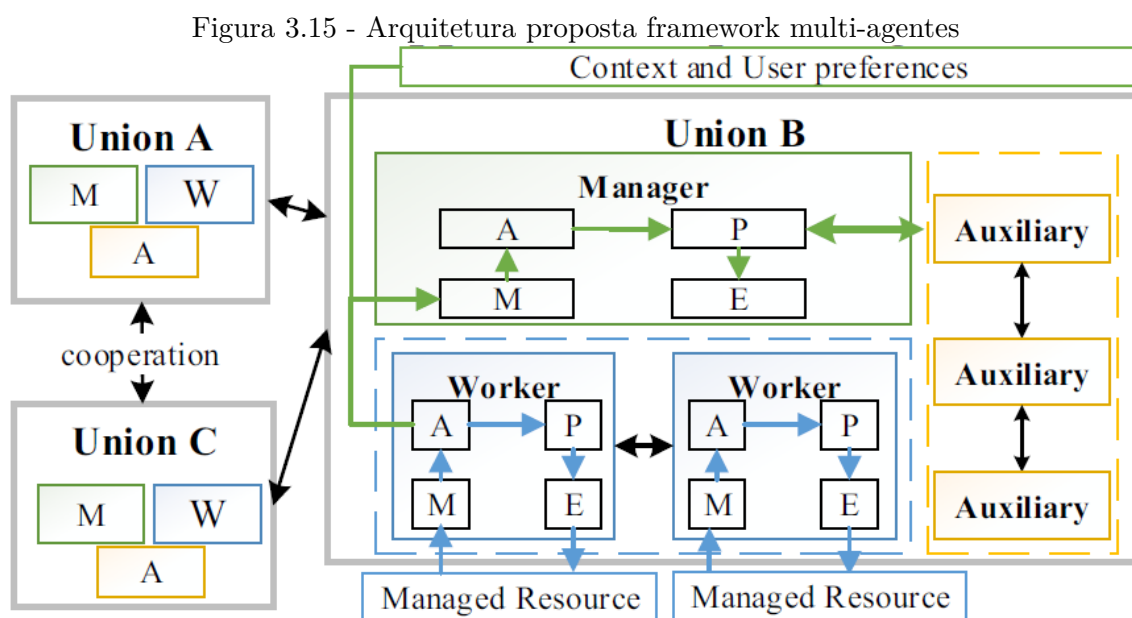 Figura 3.15 - Arquitetura proposta framework multi-agentes
Context and User preferences
Union A
M
W
A
cooperation
Union C
M
W
A
Union B
Manager
A
P
M
E
Auxiliary
Auxiliary
Auxiliary
Worker
A
P
M
E
Worker
A
P
M
E
Managed Resource
Managed Resource